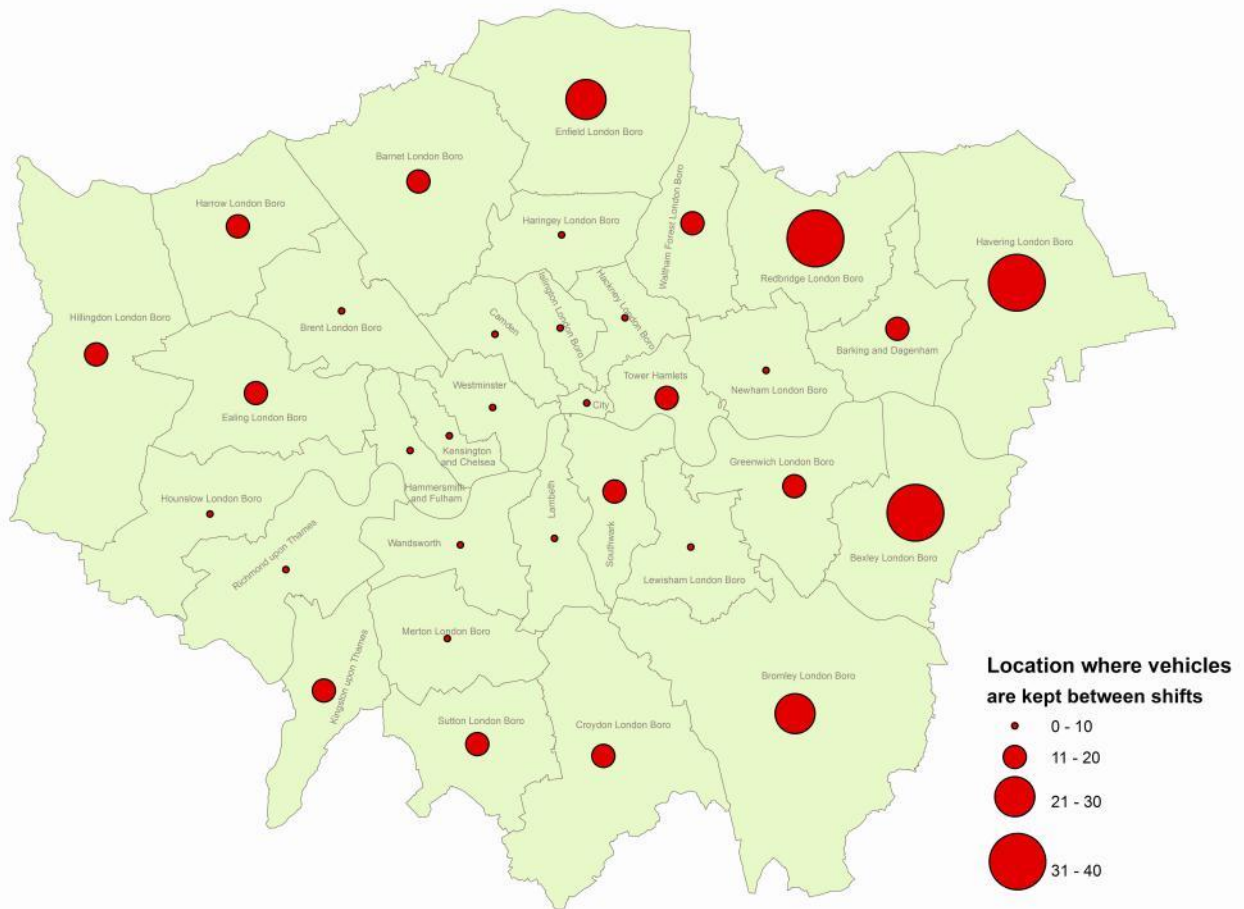 Enfield London Boro
Barnet London Boro
Harrow London Boro
Haringey London Boro
Waltham Forest London Boro
Redbridge London Boro
Havering London Boro
Hillingdon London Boro
Brent London Boro
Camden
Islington London Boro
Hackney London Boro
Barking and Dagenham
Westminster
Tower Hamlets
Newham London Boro
City
Ealing London Boro
Kensington
and Chelsea
Hammersmith
and Fulham
Greenwich London Boro
Hounslow London Boro
Lambeth
Southwark
Bexley London Boro
Richmond upon Thames
Wandsworth
Lewisham London Boro
Merton London Boro
Kingston upon Thames
Bromley London Boro
Sutton London Boro
Croydon London Boro
Location where vehicles
are kept between shifts
0 - 10
11 - 20
21 - 30
31 - 40